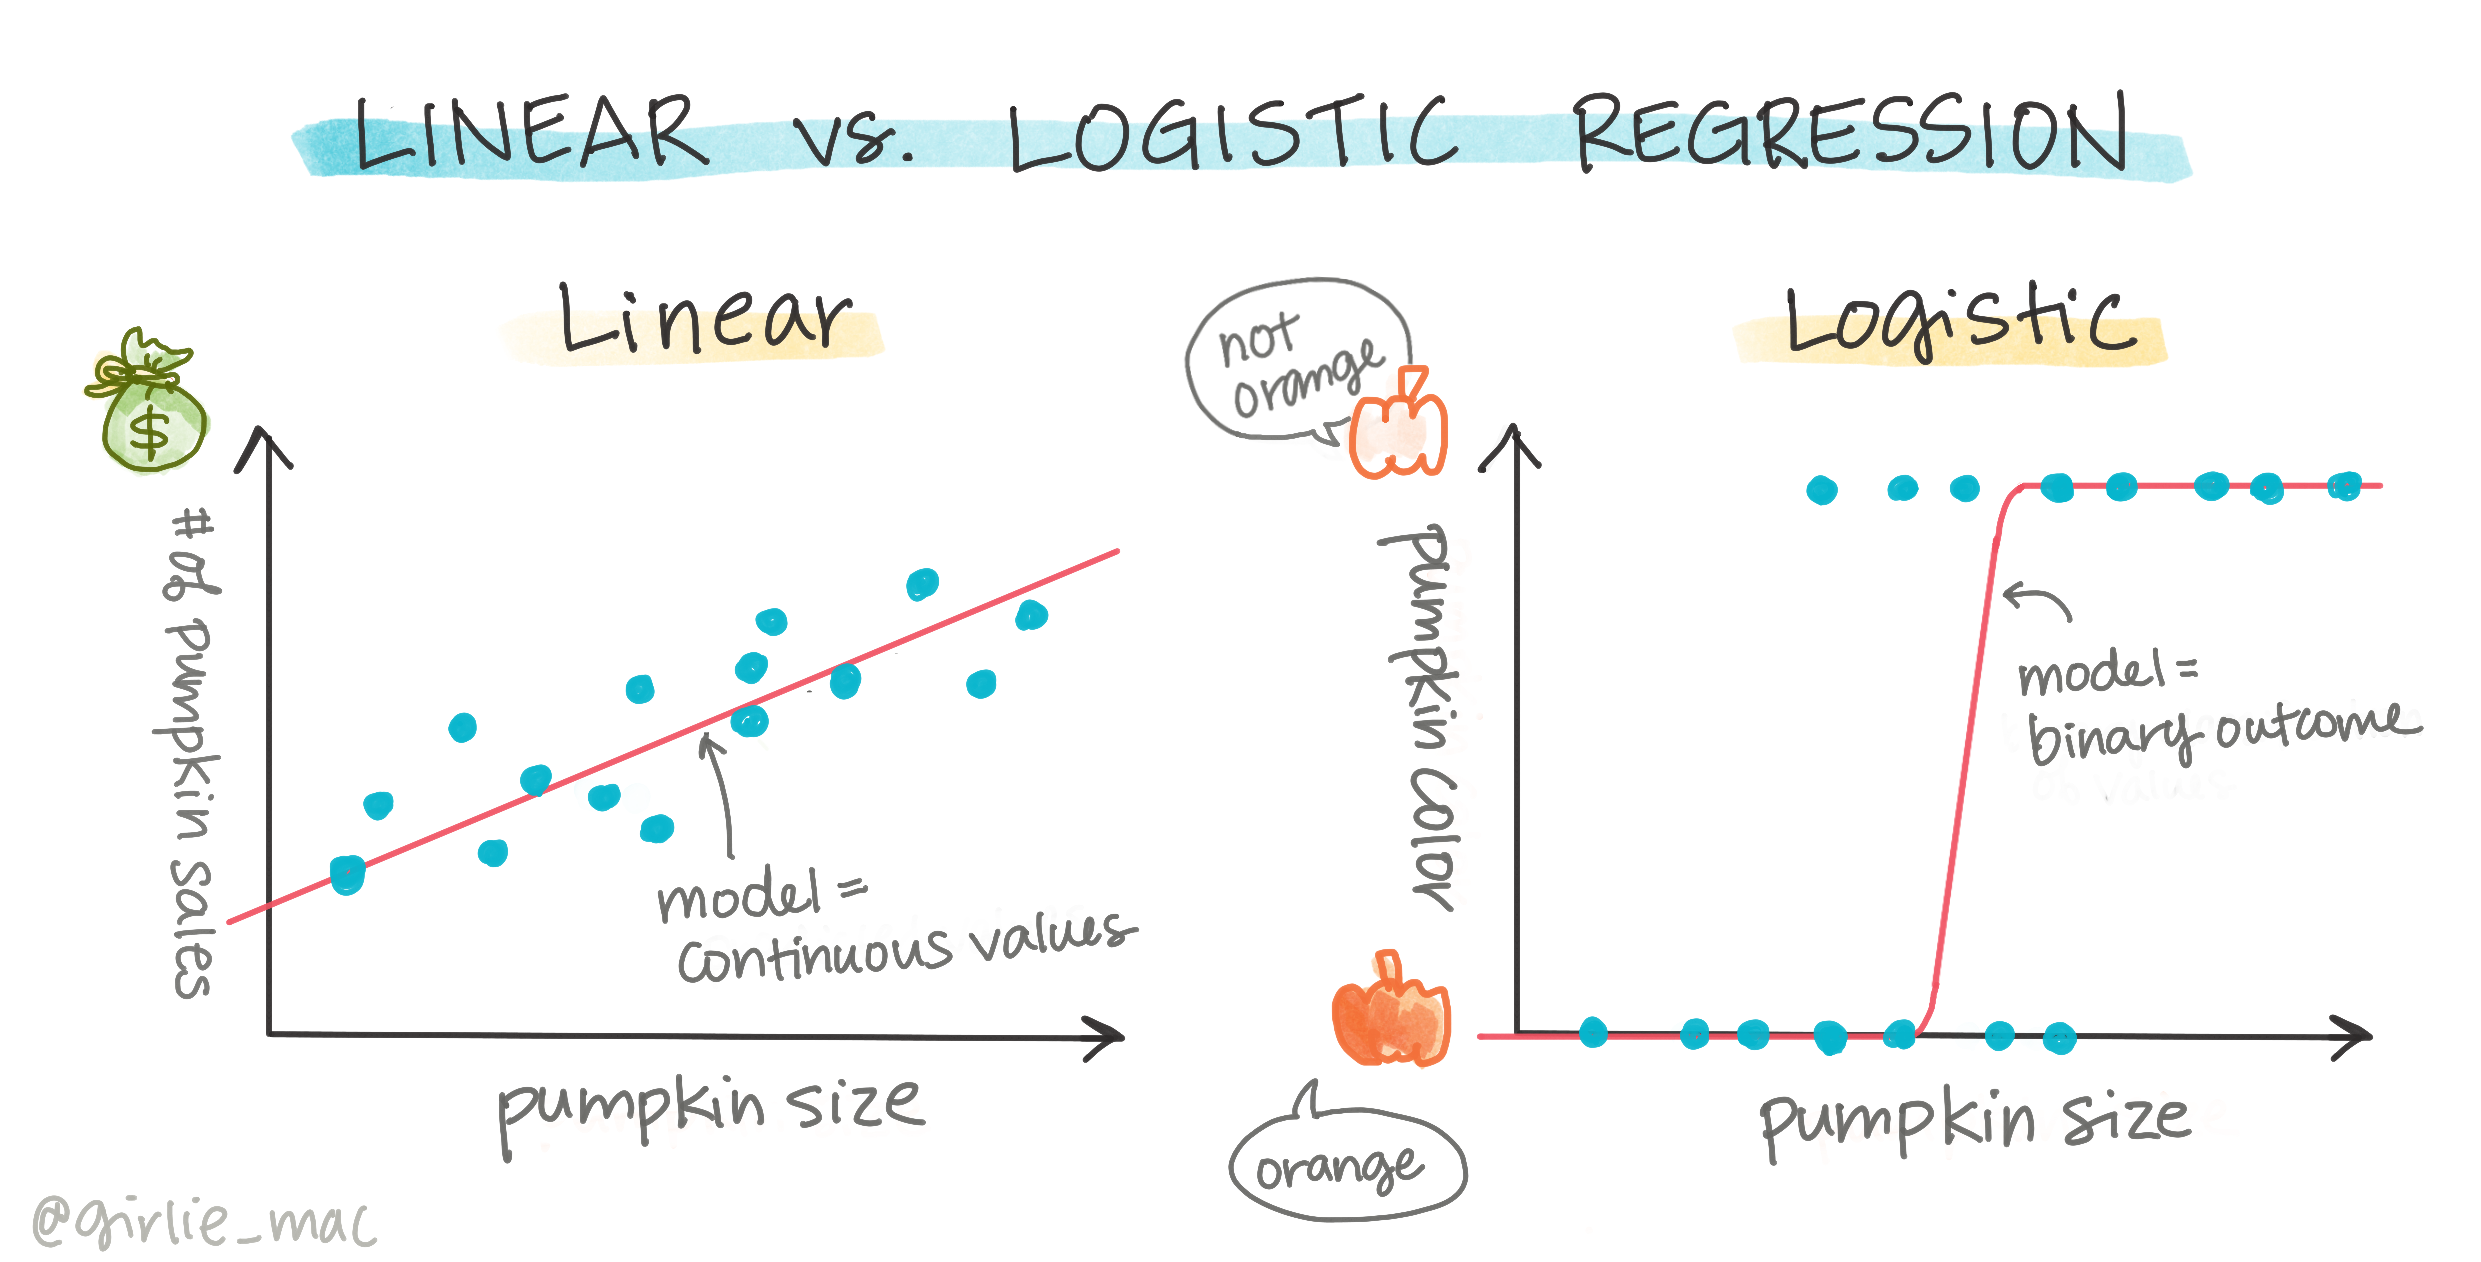 LINEAR vs. LOGISTIC REGRESSION
Linear
$
# of pumpkin sales
model =
continuous values
pumpkin size
Logistic
not
orange
pumpkin color
model =
binary outcome
orange
pumpkin size
@girlie_mac